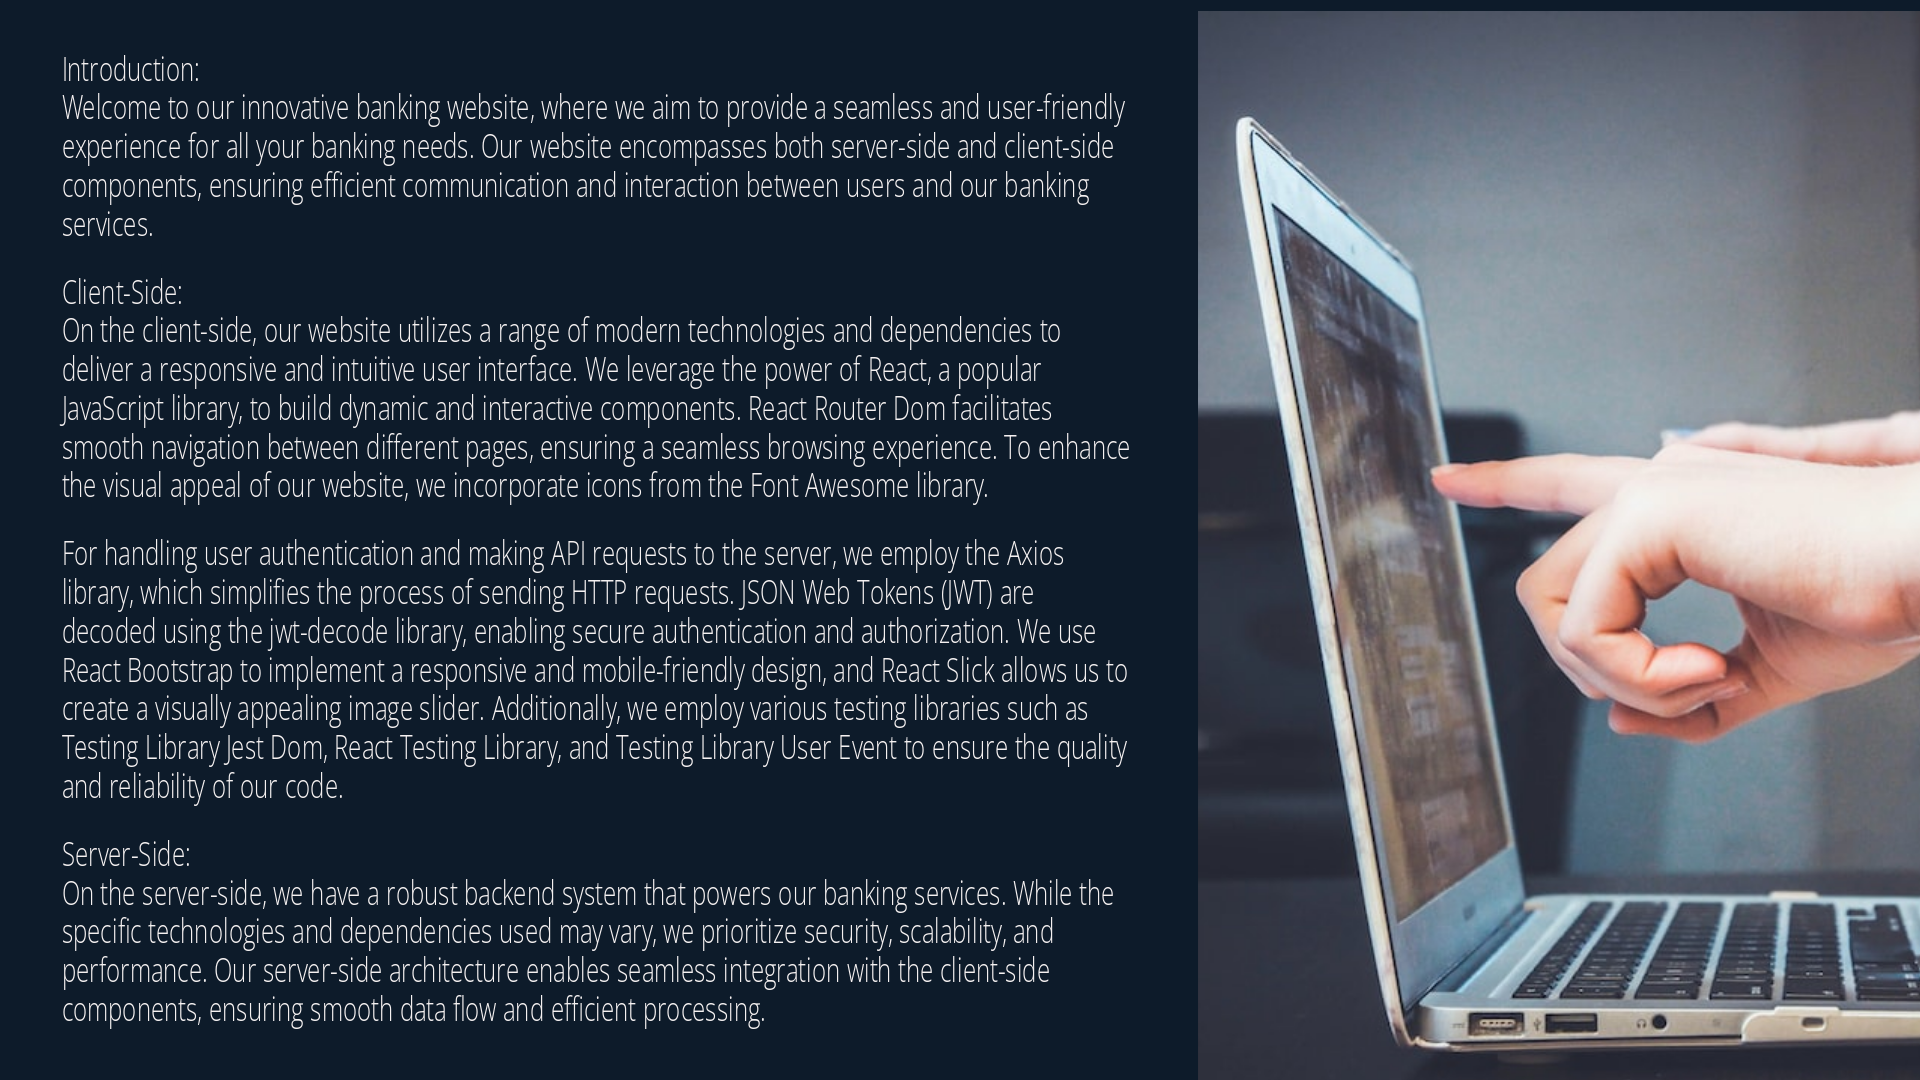 Introduction:
Welcome to our innovative banking website, where we aim to provide a seamless and user-friendly
experience for all your banking needs. Our website encompasses both server-side and client-side
components, ensuring efficient communication and interaction between users and our banking
services.
Client-Side:
On the client-side, our website utilizes a range of modern technologies and dependencies to
deliver a responsive and intuitive user interface. We leverage the power of React, a popular
JavaScript library, to build dynamic and interactive components. React Router Dom facilitates
smooth navigation between different pages, ensuring a seamless browsing experience. To enhance
the visual appeal of our website, we incorporate icons from the Font Awesome library.
For handling user authentication and making API requests to the server, we employ the Axios
library, which simplifies the process of sending HTTP requests. JSON Web Tokens (JWT) are
decoded using the jwt-decode library, enabling secure authentication and authorization. We use
React Bootstrap to implement a responsive and mobile-friendly design, and React Slick allows us to
create a visually appealing image slider. Additionally, we employ various testing libraries such as
Testing Library Jest Dom, React Testing Library, and Testing Library User Event to ensure the quality
and reliability of our code.
Server-Side:
On the server-side, we have a robust backend system that powers our banking services. While the
specific technologies and dependencies used may vary, we prioritize security, scalability, and
performance. Our server-side architecture enables seamless integration with the client-side
components, ensuring smooth data flow and efficient processing.